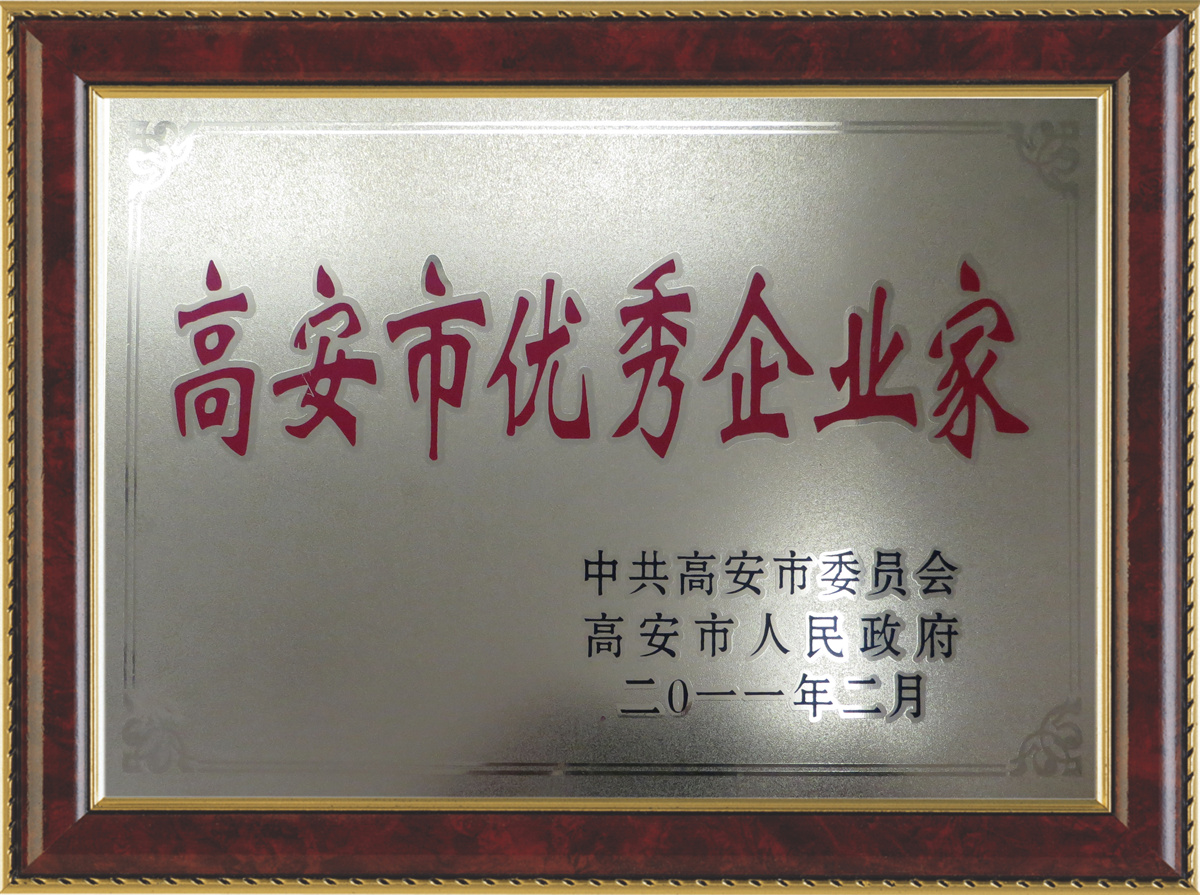 高安市优秀企业家
中共高安市委员会
高安市人民政府
二0一一年二月